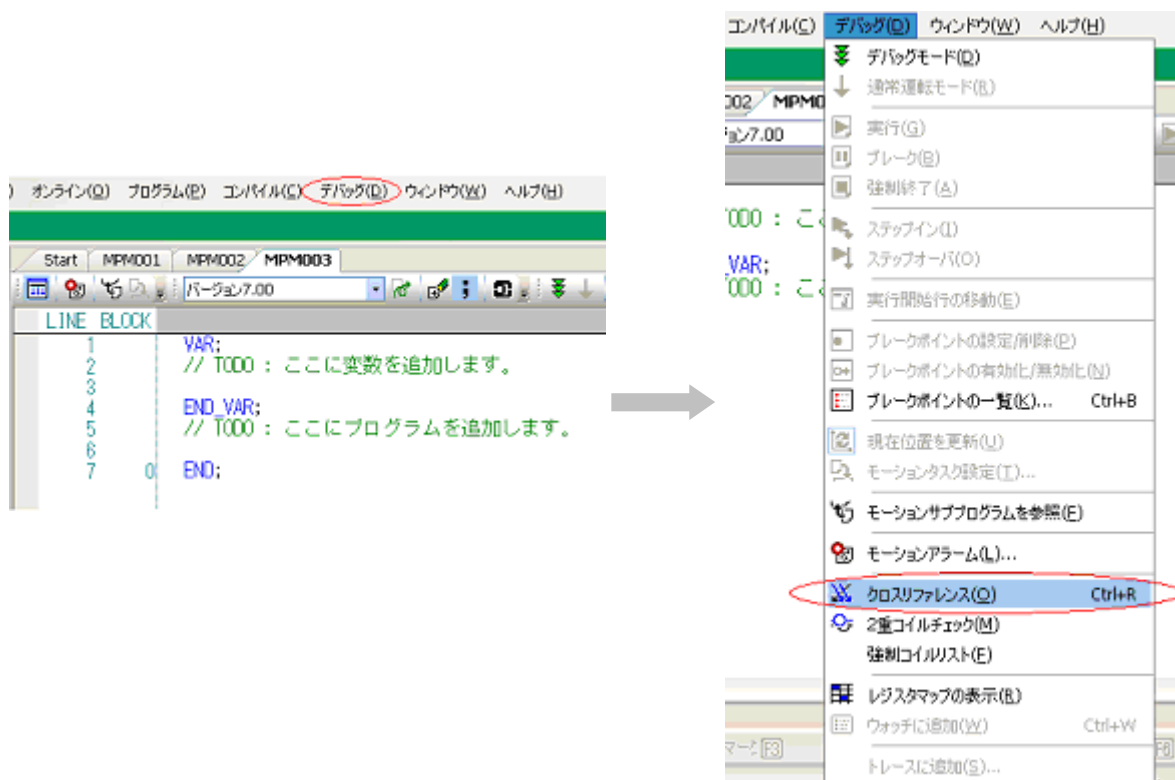 ) オンライン(O) プログラム(P) コンパイル(C) デバッグ(D) ウィンドウ(W) ヘルプ(H)
Start MPM001 MPM002 MPM003
バージョン7.00
LINE BLOCK
1 VAR;
2 // TODO : ここに変数を追加します。
3
4 END_VAR;
5 // TODO : ここにプログラムを追加します。
6
7 0 END;
コンパイル(C) デバッグ(D) ウィンドウ(W) ヘルプ(H)
002 MPM0
ョン7.00
TODO : ここ
_VAR;
TODO : ここ
デバッグモード(D)
通常運転モード(R)
実行(G)
ブレーク(B)
強制終了(A)
ステップイン(I)
ステップオーバ(O)
実行開始行の移動(E)
ブレークポイントの設定/削除(P)
ブレークポイントの有効化/無効化(N)
ブレークポイントの一覧(K)... Ctrl+B
現在位置を更新(U)
モーションタスク設定(T)...
モーションサブプログラムを参照(F)
モーションアラーム(L)...
クロスリファレンス(O) Ctrl+R
2重コイルチェック(M)
強制コイルリスト(F)
レジスタマップの表示(R)
ウォッチに追加(W) Ctrl+W
トレースに追加(S)...
マーク F3
F6